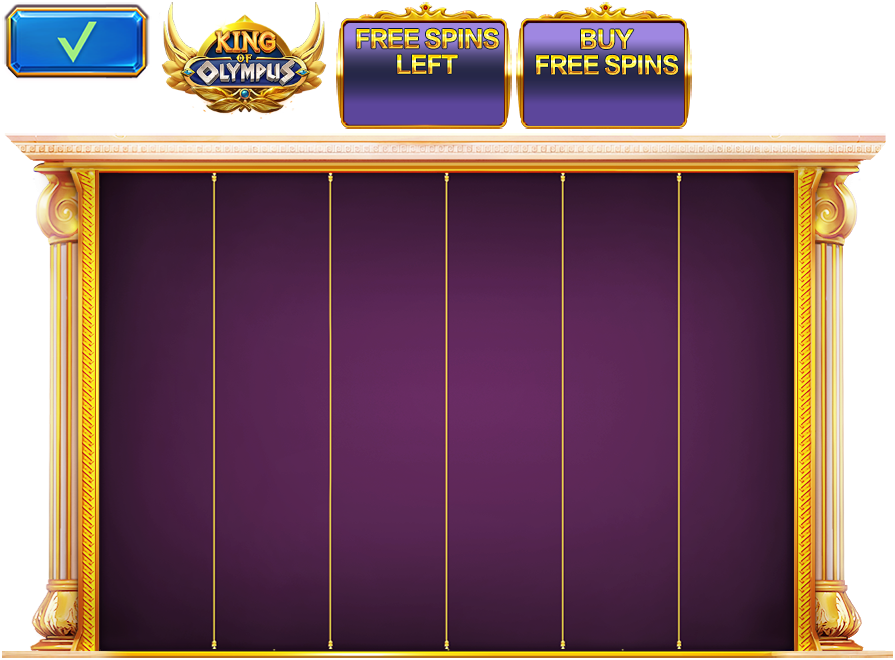 KING
OF
OLYMPUS
FREE SPINS
LEFT
BUY
FREE SPINS